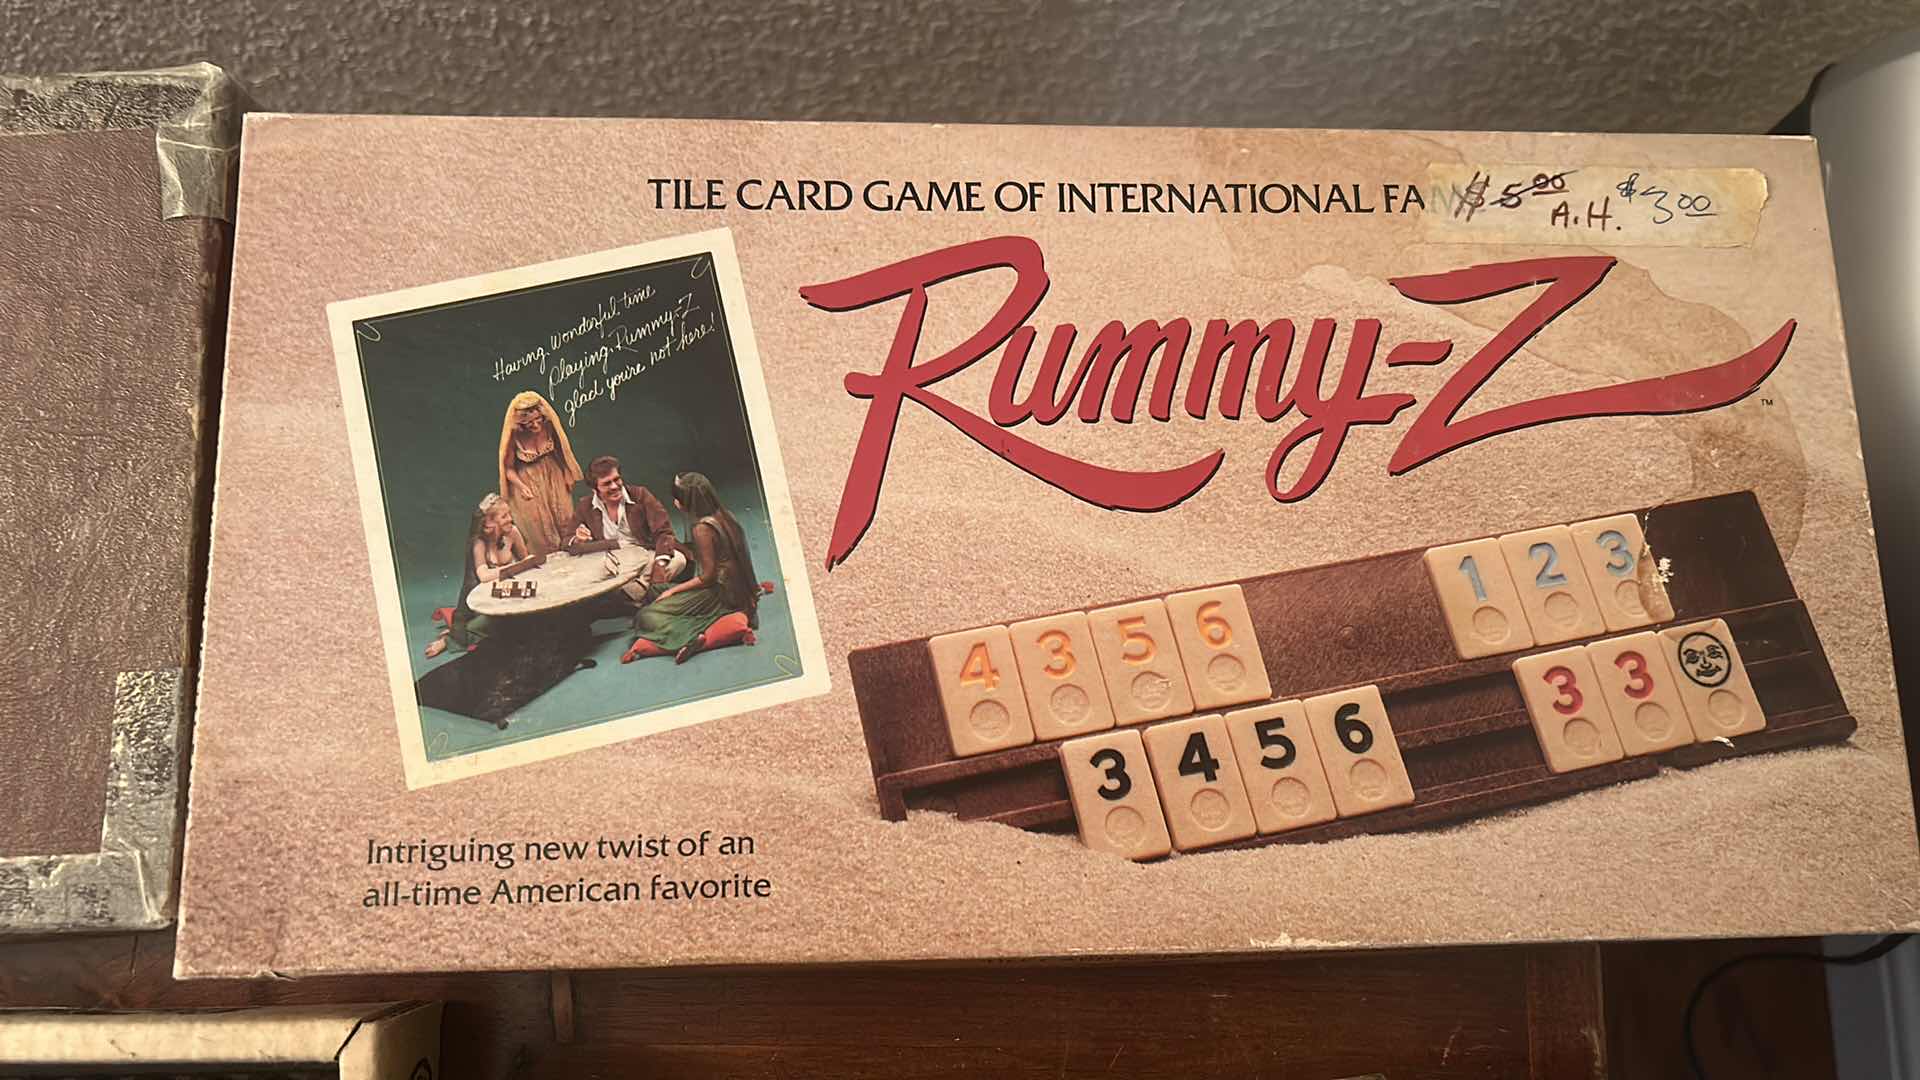 TILE CARD GAME OF INTERNATIONAL FAME
$5.00
A.H.
$3.00
Rummy-Z
TM
Having wonderful time
playing Rummy-Z
glad you're not here!
4 3 5 6
1 2 3
3 4 5 6
3 3
Intriguing new twist of an
all-time American favorite